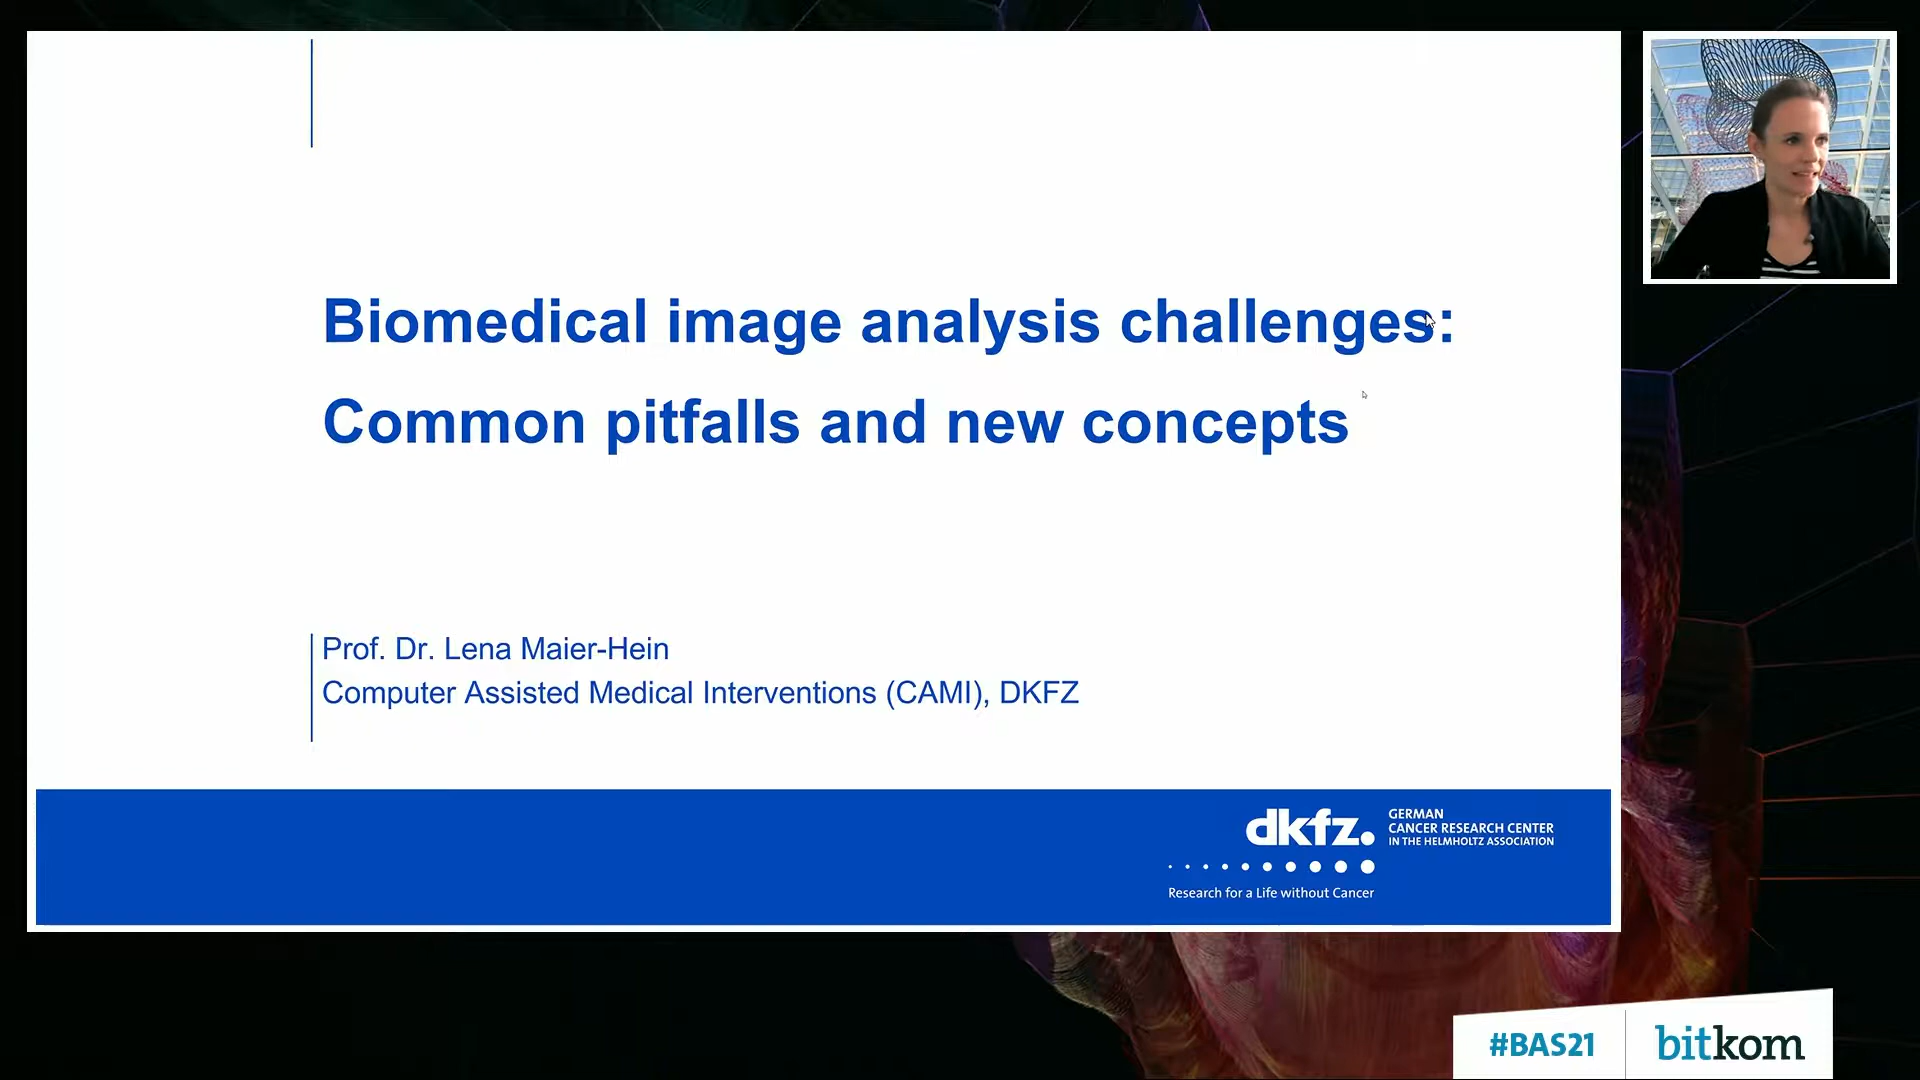 Biomedical image analysis challenges:
Common pitfalls and new concepts
Prof. Dr. Lena Maier-Hein
Computer Assisted Medical Interventions (CAMI), DKFZ
dkfz.
GERMAN
CANCER RESEARCH CENTER
IN THE HELMHOLTZ ASSOCIATION
Research for a Life without Cancer
#BAS21
bitkom